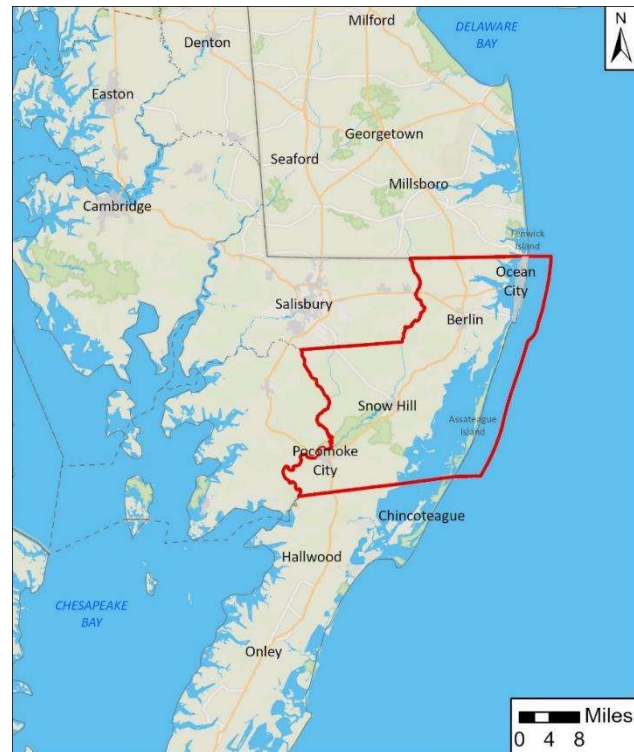 Milford
DELAWARE
BAY
N
Denton
Easton
Georgetown
Seaford
Millsboro
Cambridge
Fenwick
Island
Ocean
City
Salisbury
Berlin
Snow Hill
Assateague
Island
Pocomoke
City
Chincoteague
Hallwood
CHESAPEAKE
BAY
Onley
Miles
0 4 8